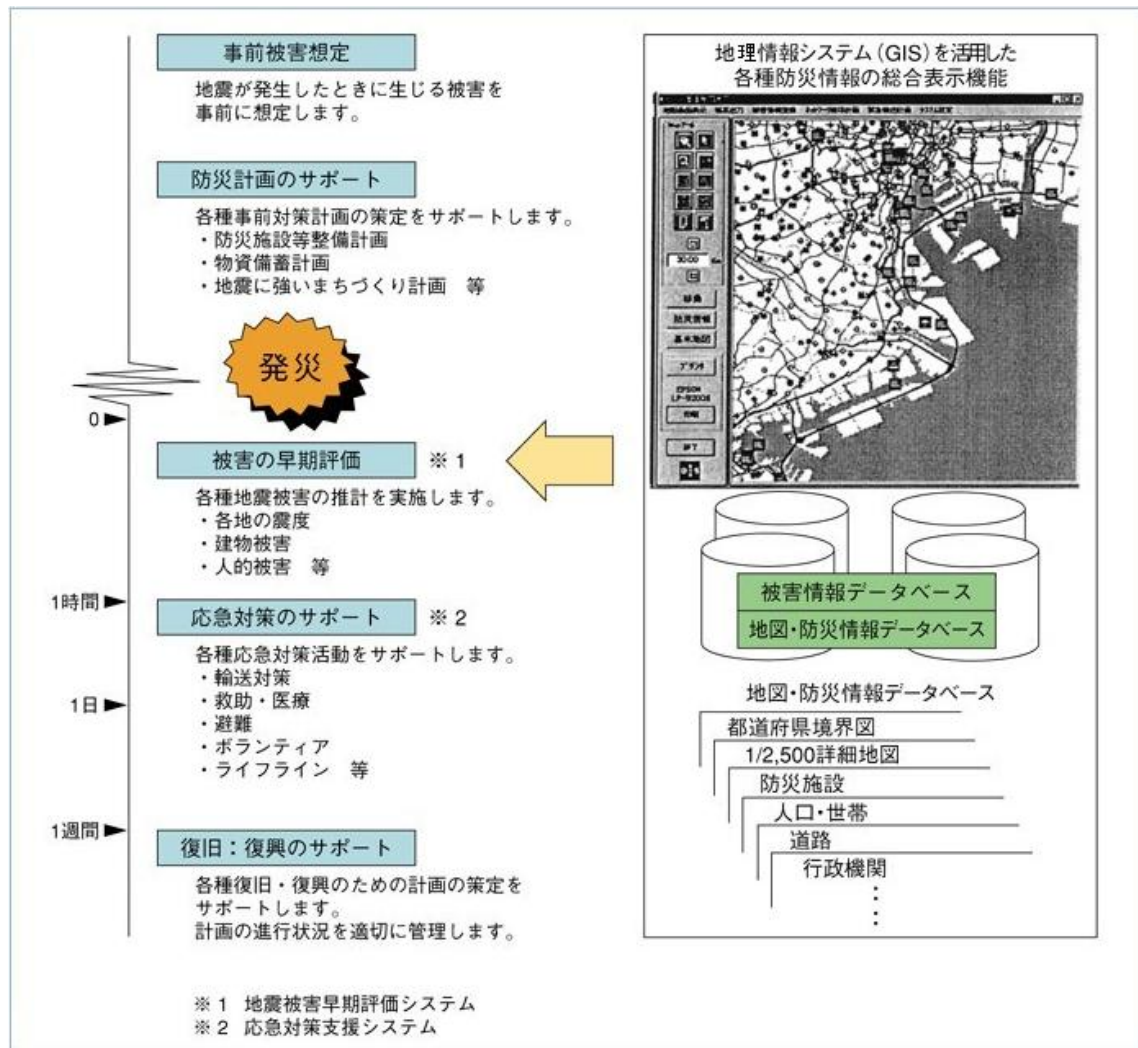 事前被害想定
地震が発生したときに生じる被害を
事前に想定します。
防災計画のサポート
各種事前対策計画の策定をサポートします。
・防災施設等整備計画
・物資備蓄計画
・地震に強いまちづくり計画　等
発災
0
被害の早期評価
※1
各種地震被害の推計を実施します。
・各地の震度
・建物被害
・人的被害　等
1時間
応急対策のサポート
※2
各種応急対策活動をサポートします。
・輸送対策
1日
・救助・医療
・避難
・ボランティア
・ライフライン　等
1週間
復旧：復興のサポート
各種復旧・復興のための計画の策定を
サポートします。
計画の進行状況を適切に管理します。
※1　地震被害早期評価システム
※2　応急対策支援システム
地理情報システム(GIS)を活用した
各種防災情報の総合表示機能
防災情報
基本地図
プリンタ
EPSON
印刷
終了
被害情報データベース
地図・防災情報データベース
地図・防災情報データベース
都道府県境界図
1/2,500詳細地図
防災施設
人口・世帯
道路
行政機関